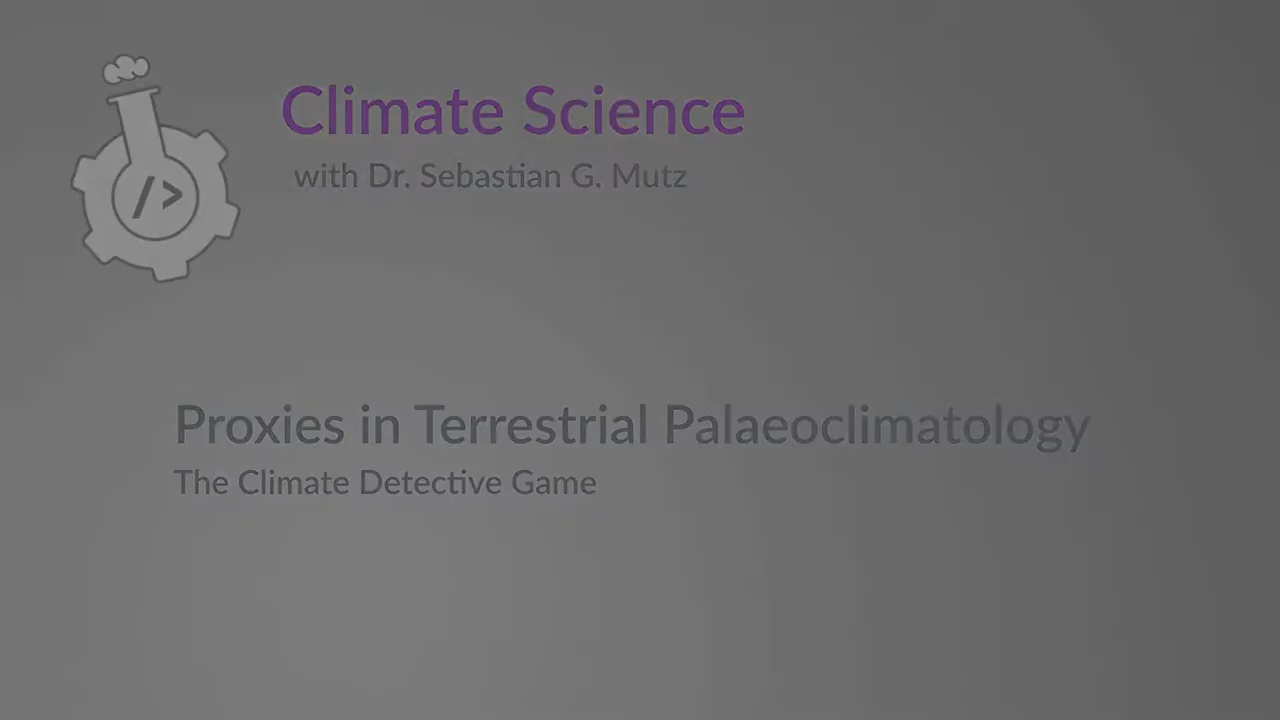 Climate Science
with Dr. Sebastian G. Mutz
</>
Proxies in Terrestrial Palaeoclimatology
The Climate Detective Game